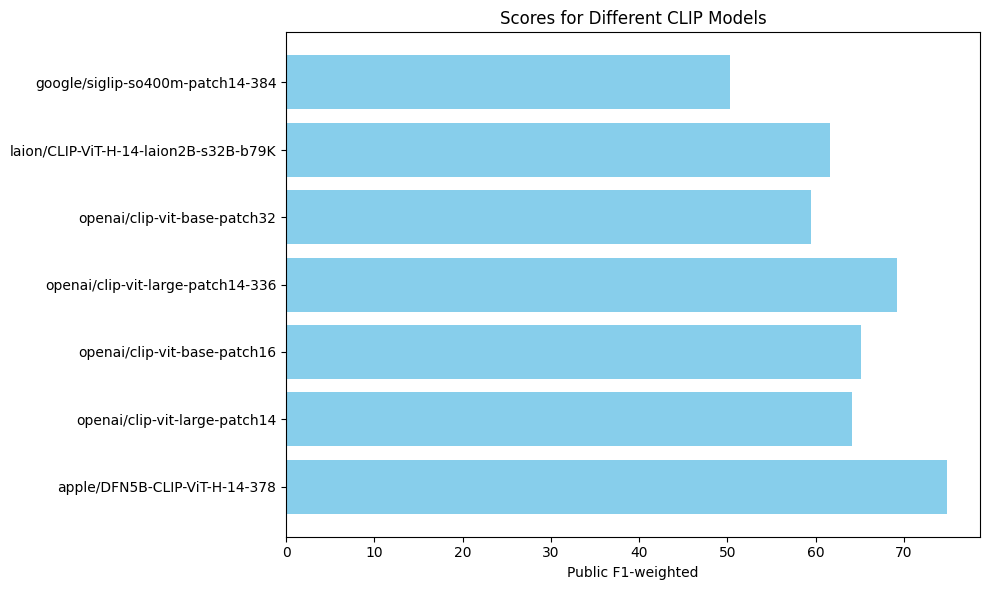 Scores for Different CLIP Models
google/siglip-so400m-patch14-384
laion/CLIP-ViT-H-14-laion2B-s32B-b79K
openai/clip-vit-base-patch32
openai/clip-vit-large-patch14-336
openai/clip-vit-base-patch16
openai/clip-vit-large-patch14
apple/DFN5B-CLIP-ViT-H-14-378
0 10 20 30 40 50 60 70
Public F1-weighted